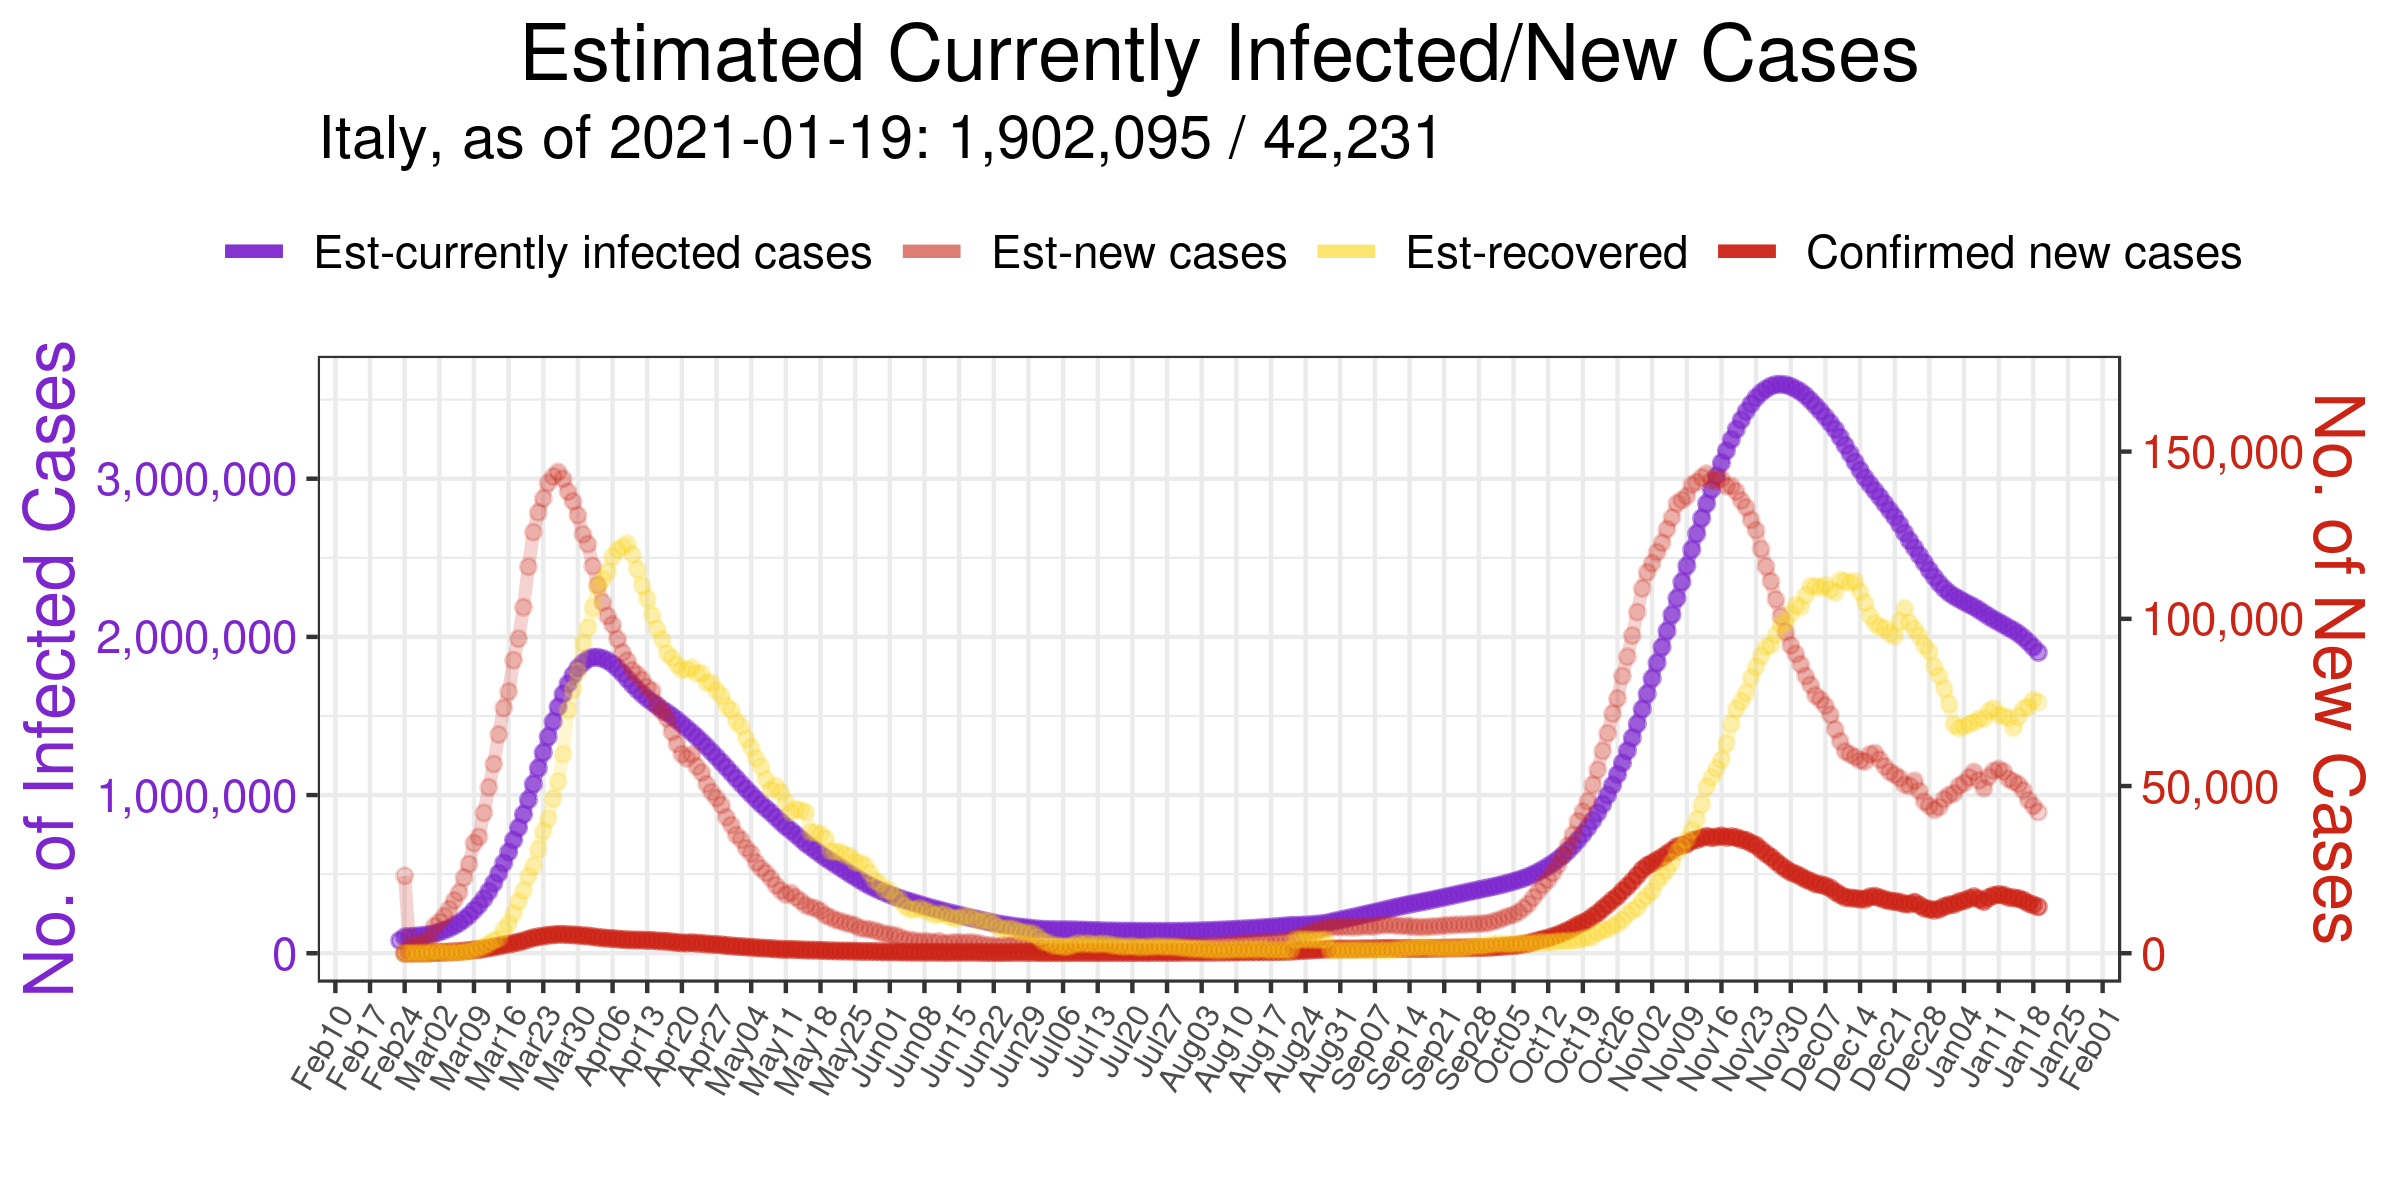 Estimated Currently Infected/New Cases
Italy, as of 2021-01-19: 1,902,095 / 42,231
Est-currently infected cases Est-new cases Est-recovered Confirmed new cases
No. of Infected Cases
3,000,000
2,000,000
1,000,000
0
150,000
100,000
50,000
0
No. of New Cases
Feb10 Feb17 Feb24 Mar02 Mar09 Mar16 Mar23 Mar30 Apr06 Apr13 Apr20 Apr27 May04 May11 May18 May25 Jun01 Jun08 Jun15 Jun22 Jun29 Jul06 Jul13 Jul20 Jul27 Aug03 Aug10 Aug17 Aug24 Aug31 Sep07 Sep14 Sep21 Sep28 Oct05 Oct12 Oct19 Oct26 Nov02 Nov09 Nov16 Nov23 Nov30 Dec07 Dec14 Dec21 Dec28 Jan04 Jan11 Jan18 Jan25 Feb01